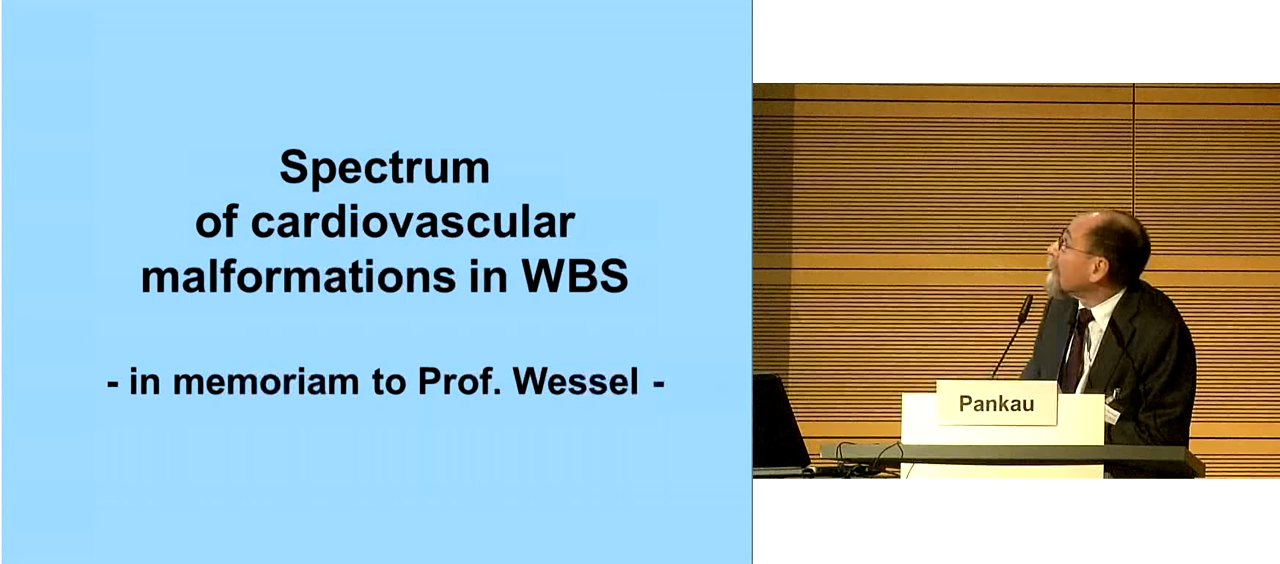 Spectrum
of cardiovascular
malformations in WBS
- in memoriam to Prof. Wessel -
Pankau